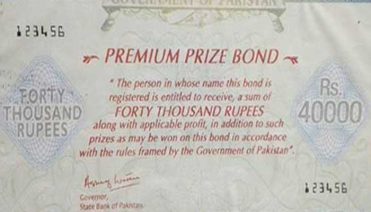 GOVERNMENT OF PAKISTAN
123456
PREMIUM PRIZE BOND
"The person in whose name this bond is
registered is entitled to receive, a sum of
FORTY THOUSAND RUPEES
along with applicable profit, in addition to such
prizes as may be won on this bond in accordance
with the rules framed by the Government of Pakistan".
FORTY
THOUSAND
RUPEES
Rs.
40000
Governor,
State Bank of Pakistan
123456